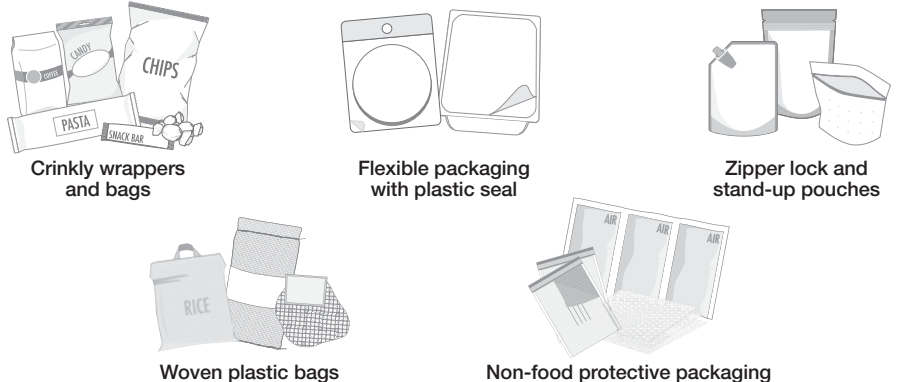 COFFEE
CANDY
CHIPS
PASTA
SNACK BAR
Crinkly wrappers
and bags
Flexible packaging
with plastic seal
Zipper lock and
stand-up pouches
RICE
AIR
AIR
AIR
Woven plastic bags
Non-food protective packaging